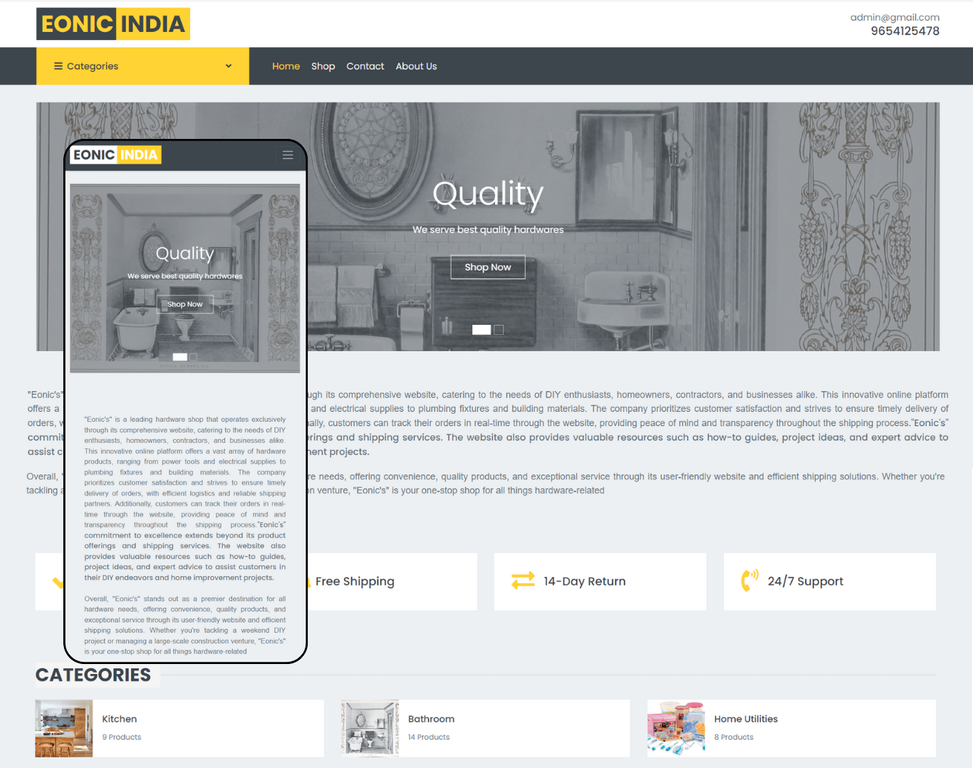 EONIC INDIA
admin@gmail.com
9654125478
Categories
Home Shop Contact About Us
Quality
We serve best quality hardwares
Shop Now
"Eonic's"
ugh its comprehensive website, catering to the needs of DIY enthusiasts, homeowners, contractors, and businesses alike. This innovative online platform
offers a
and electrical supplies to plumbing fixtures and building materials. The company prioritizes customer satisfaction and strives to ensure timely delivery of
orders, w
nally, customers can track their orders in real-time through the website, providing peace of mind and transparency throughout the shipping process."Eonic's"
commit
erings and shipping services. The website also provides valuable resources such as how-to guides, project ideas, and expert advice to
assist c
ment projects.
Overall, "
re needs, offering convenience, quality products, and exceptional service through its user-friendly website and efficient shipping solutions. Whether you're
tackling a
on venture, "Eonic's" is your one-stop shop for all things hardware-related
Free Shipping
14-Day Return
24/7 Support
EONIC INDIA
Quality
We serve best quality hardwares
Shop Now
"Eonic's" is a leading hardware shop that operates exclusively
through its comprehensive website, catering to the needs of DIY
enthusiasts, homeowners, contractors, and businesses alike.
This innovative online platform offers a vast array of hardware
products, ranging from power tools and electrical supplies to
plumbing fixtures and building materials. The company
prioritizes customer satisfaction and strives to ensure timely
delivery of orders, with efficient logistics and reliable shipping
partners. Additionally, customers can track their orders in real-
time through the website, providing peace of mind and
transparency throughout the shipping process."Eonic's"
commitment to excellence extends beyond its product
offerings and shipping services. The website also
provides valuable resources such as how-to guides,
project ideas, and expert advice to assist customers in
their DIY endeavors and home improvement projects.
Overall, "Eonic's" stands out as a premier destination for all
hardware needs, offering convenience, quality products, and
exceptional service through its user-friendly website and efficient
shipping solutions. Whether you're tackling a weekend DIY
project or managing a large-scale construction venture, "Eonic's"
is your one-stop shop for all things hardware-related
CATEGORIES
Kitchen
9 Products
Bathroom
14 Products
Home Utilities
8 Products